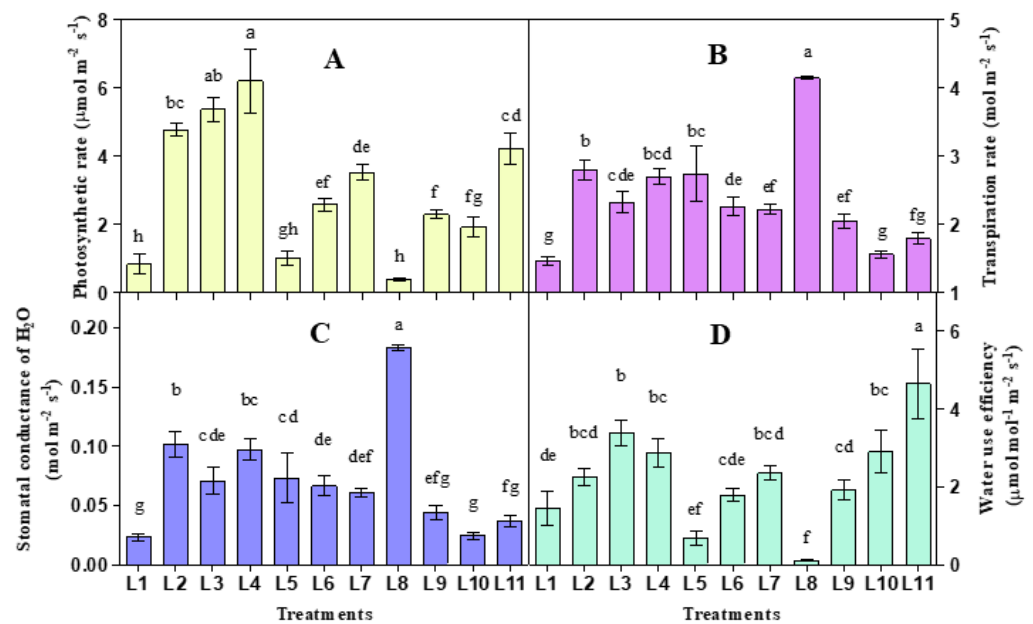 Photosynthetic rate (μmol m⁻² s⁻¹)
8
6
4
2
0
A
h
bc
ab
a
gh
ef
de
h
f
fg
cd
B
g
b
cde
bcd
bc
de
ef
a
ef
g
fg
5
4
3
2
1
Transpiration rate (mol m⁻² s⁻¹)
Stomatal conductance of H₂O
(mol m⁻² s⁻¹)
0.20
0.15
0.10
0.05
0.00
C
g
b
cde
bc
cd
de
def
a
efg
g
fg
L1 L2 L3 L4 L5 L6 L7 L8 L9 L10 L11
Treatments
D
de
bcd
b
bc
ef
cde
bcd
f
cd
bc
a
6
4
2
0
Water use efficiency
(μmol mol⁻¹ m⁻² s⁻¹)
L1 L2 L3 L4 L5 L6 L7 L8 L9 L10 L11
Treatments